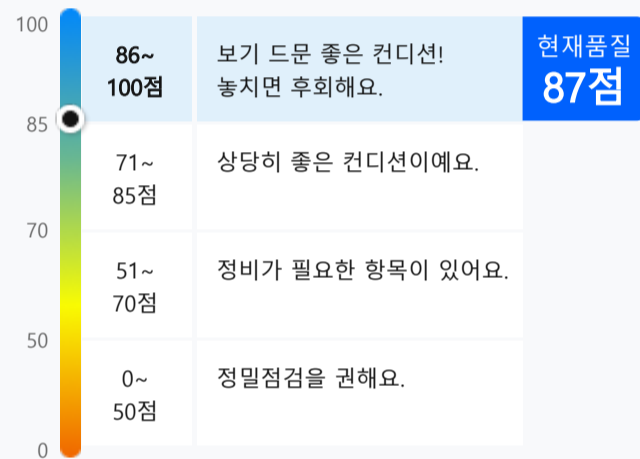 100
86~
100점
보기 드문 좋은 컨디션!
놓치면 후회해요.
현재품질
87점
85
71~
85점
상당히 좋은 컨디션이예요.
70
51~
70점
정비가 필요한 항목이 있어요.
50
0~
50점
정밀점검을 권해요.
0